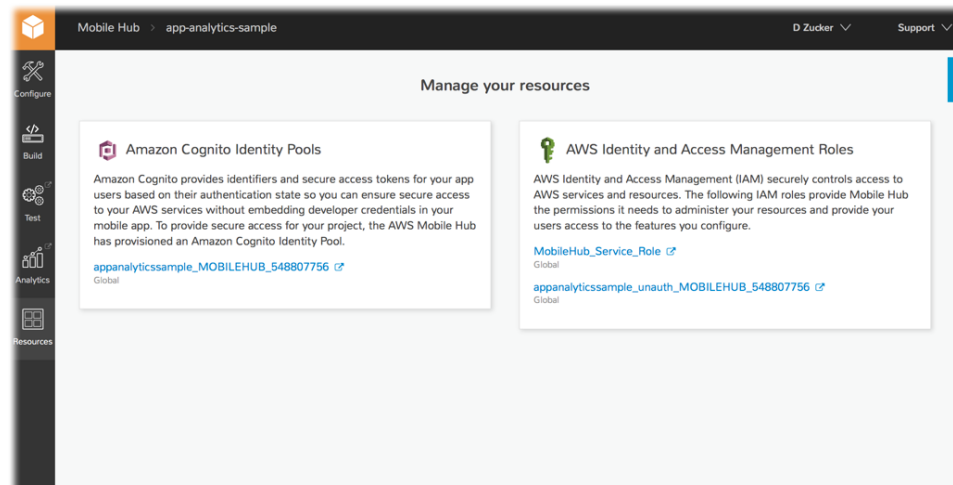 Mobile Hub > app-analytics-sample
D Zucker
Support
Configure
Build
Test
Analytics
Resources
Manage your resources
Amazon Cognito Identity Pools
Amazon Cognito provides identifiers and secure access tokens for your app
users based on their authentication state so you can ensure secure access
to your AWS services without embedding developer credentials in your
mobile app. To provide secure access for your project, the AWS Mobile Hub
has provisioned an Amazon Cognito Identity Pool.
appanalyticssample_MOBILEHUB_548807756
Global
AWS Identity and Access Management Roles
AWS Identity and Access Management (IAM) securely controls access to
AWS services and resources. The following IAM roles provide Mobile Hub
the permissions it needs to administer your resources and provide your
users access to the features you configure.
MobileHub_Service_Role
Global
appanalyticssample_unauth_MOBILEHUB_548807756
Global